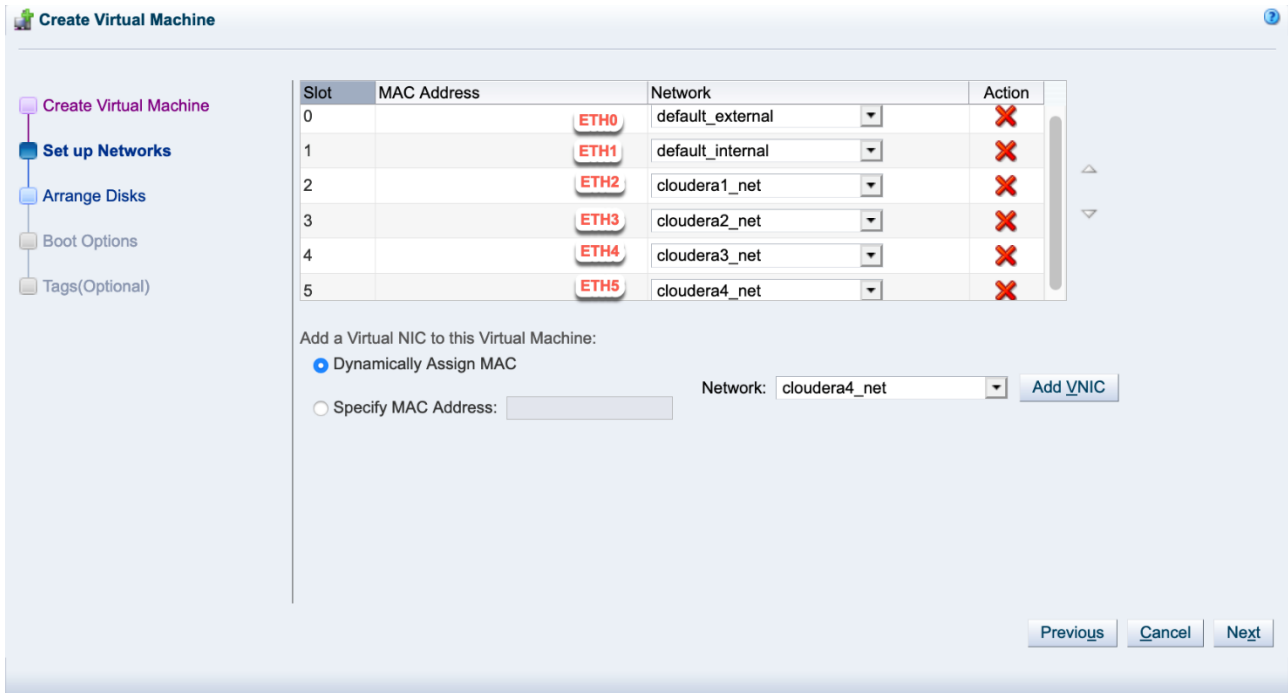 Create Virtual Machine
Create Virtual Machine
Set up Networks
Arrange Disks
Boot Options
Tags(Optional)
Slot MAC Address Network Action
0 ETH0 default_external
1 ETH1 default_internal
2 ETH2 cloudera1_net
3 ETH3 cloudera2_net
4 ETH4 cloudera3_net
5 ETH5 cloudera4_net
Add a Virtual NIC to this Virtual Machine:
Dynamically Assign MAC
Network: cloudera4_net Add VNIC
Specify MAC Address:
Previous Cancel Next